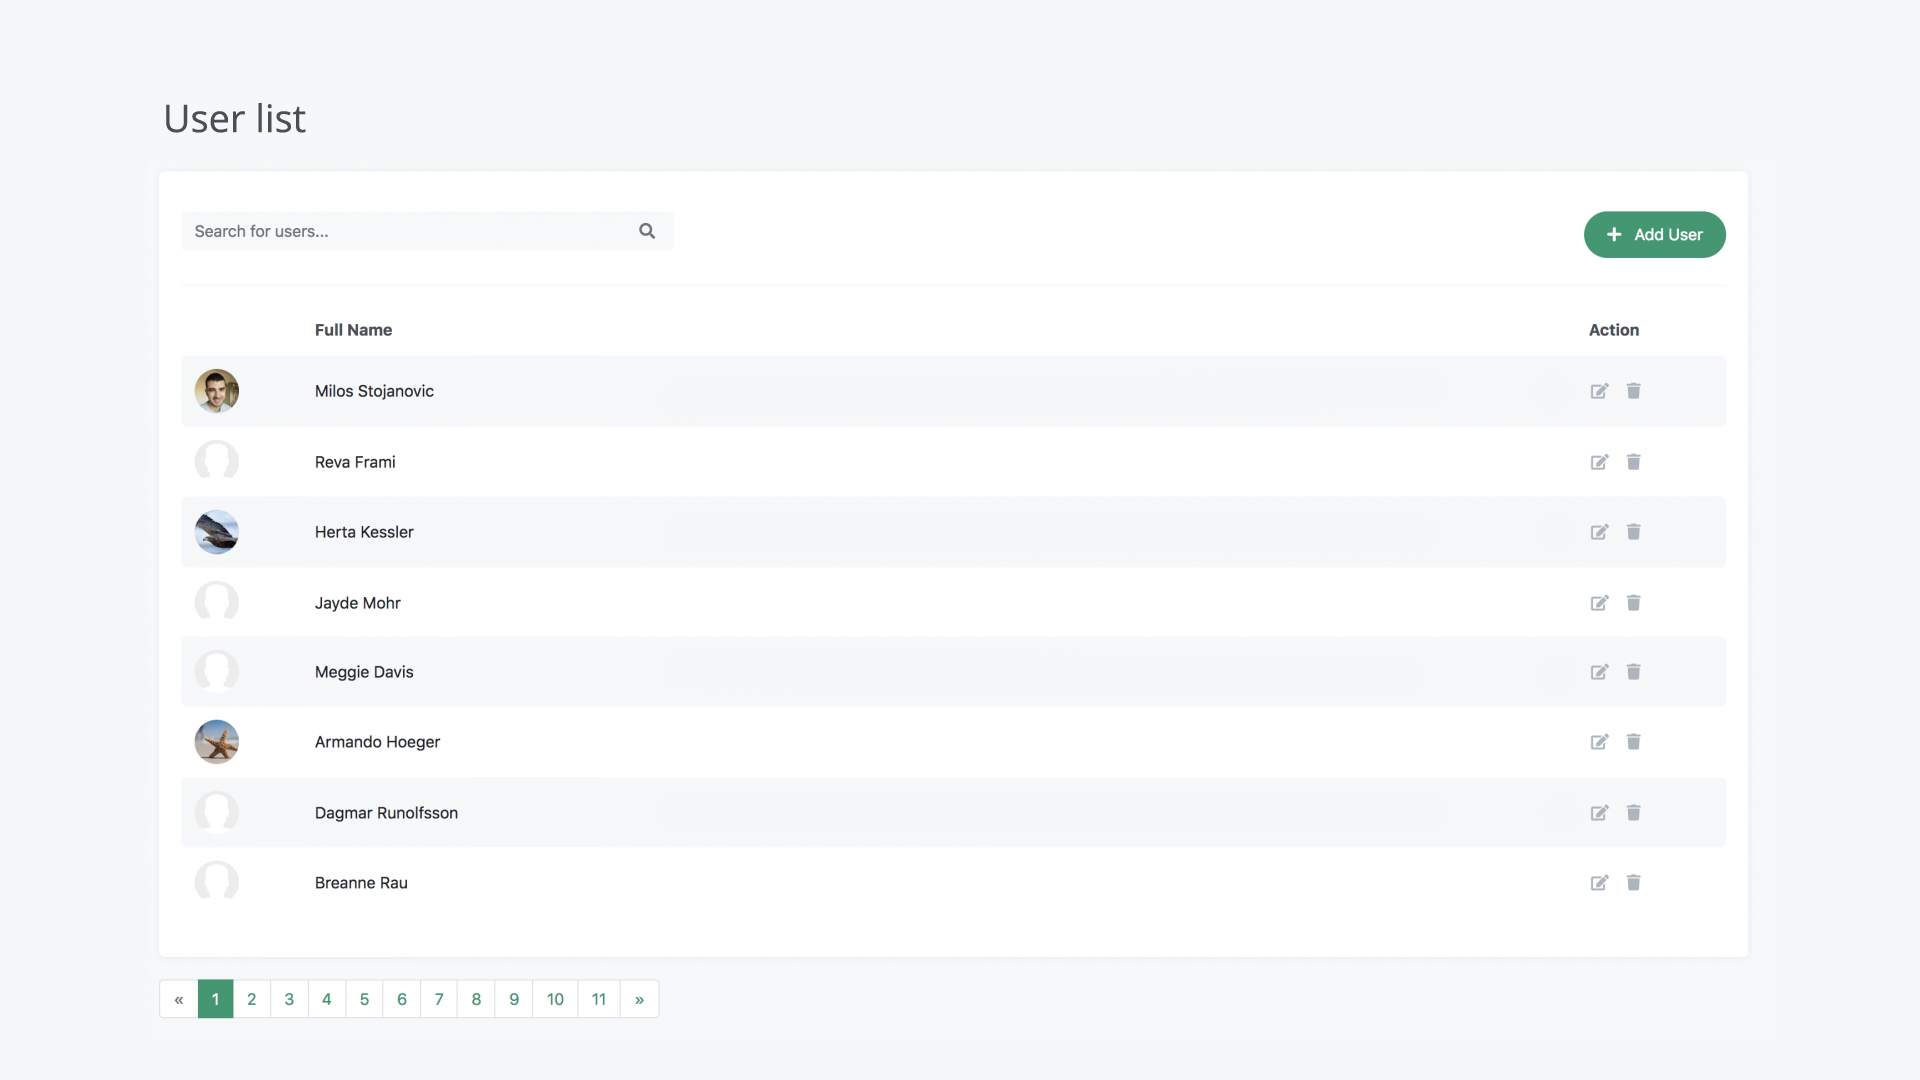 User list
Search for users...
Add User
Full Name Action
Milos Stojanovic
Reva Frami
Herta Kessler
Jayde Mohr
Meggie Davis
Armando Hoeger
Dagmar Runolfsson
Breanne Rau
« 1 2 3 4 5 6 7 8 9 10 11 »